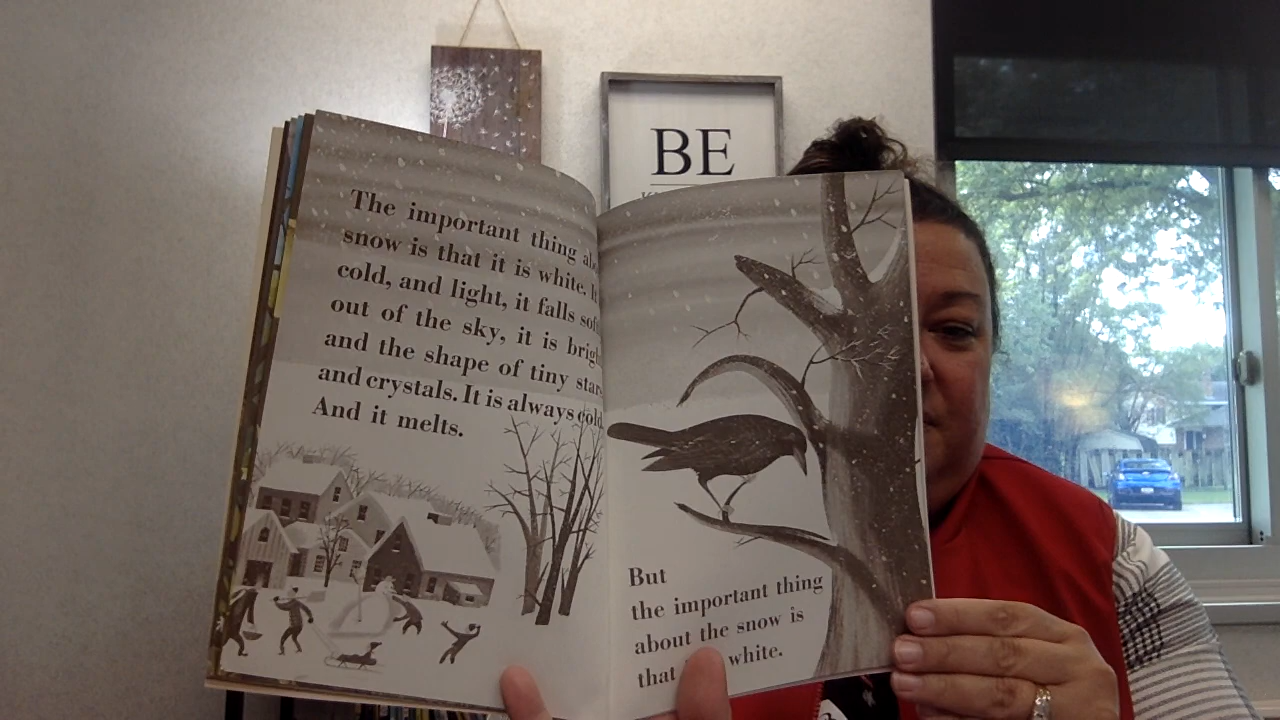 BE
The important thing
snow is that it is white.
cold, and light, it falls
out of the sky, it is
and the shape of tiny
and crystals. It is always cold
And it melts.
But
the important thing
about the snow is
that white.